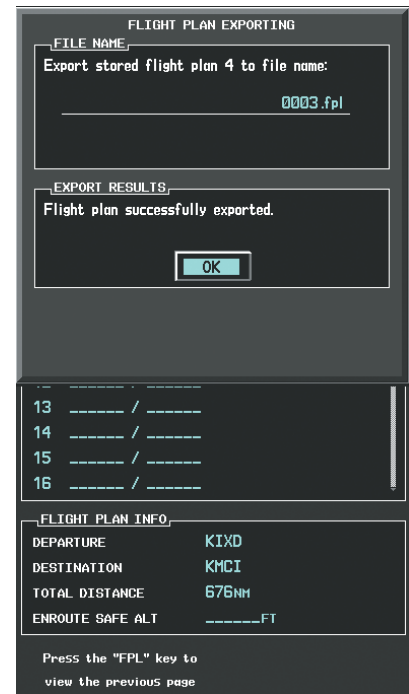 FLIGHT PLAN EXPORTING
FILE NAME
Export stored flight plan 4 to file name:
0003.fpl
EXPORT RESULTS
Flight plan successfully exported.
OK
13 ______ / ______
14 ______ / ______
15 ______ / ______
16 ______ / ______
FLIGHT PLAN INFO
DEPARTURE KIXD
DESTINATION KMCI
TOTAL DISTANCE 676NM
ENROUTE SAFE ALT ______FT
Press the "FPL" key to
view the previous page